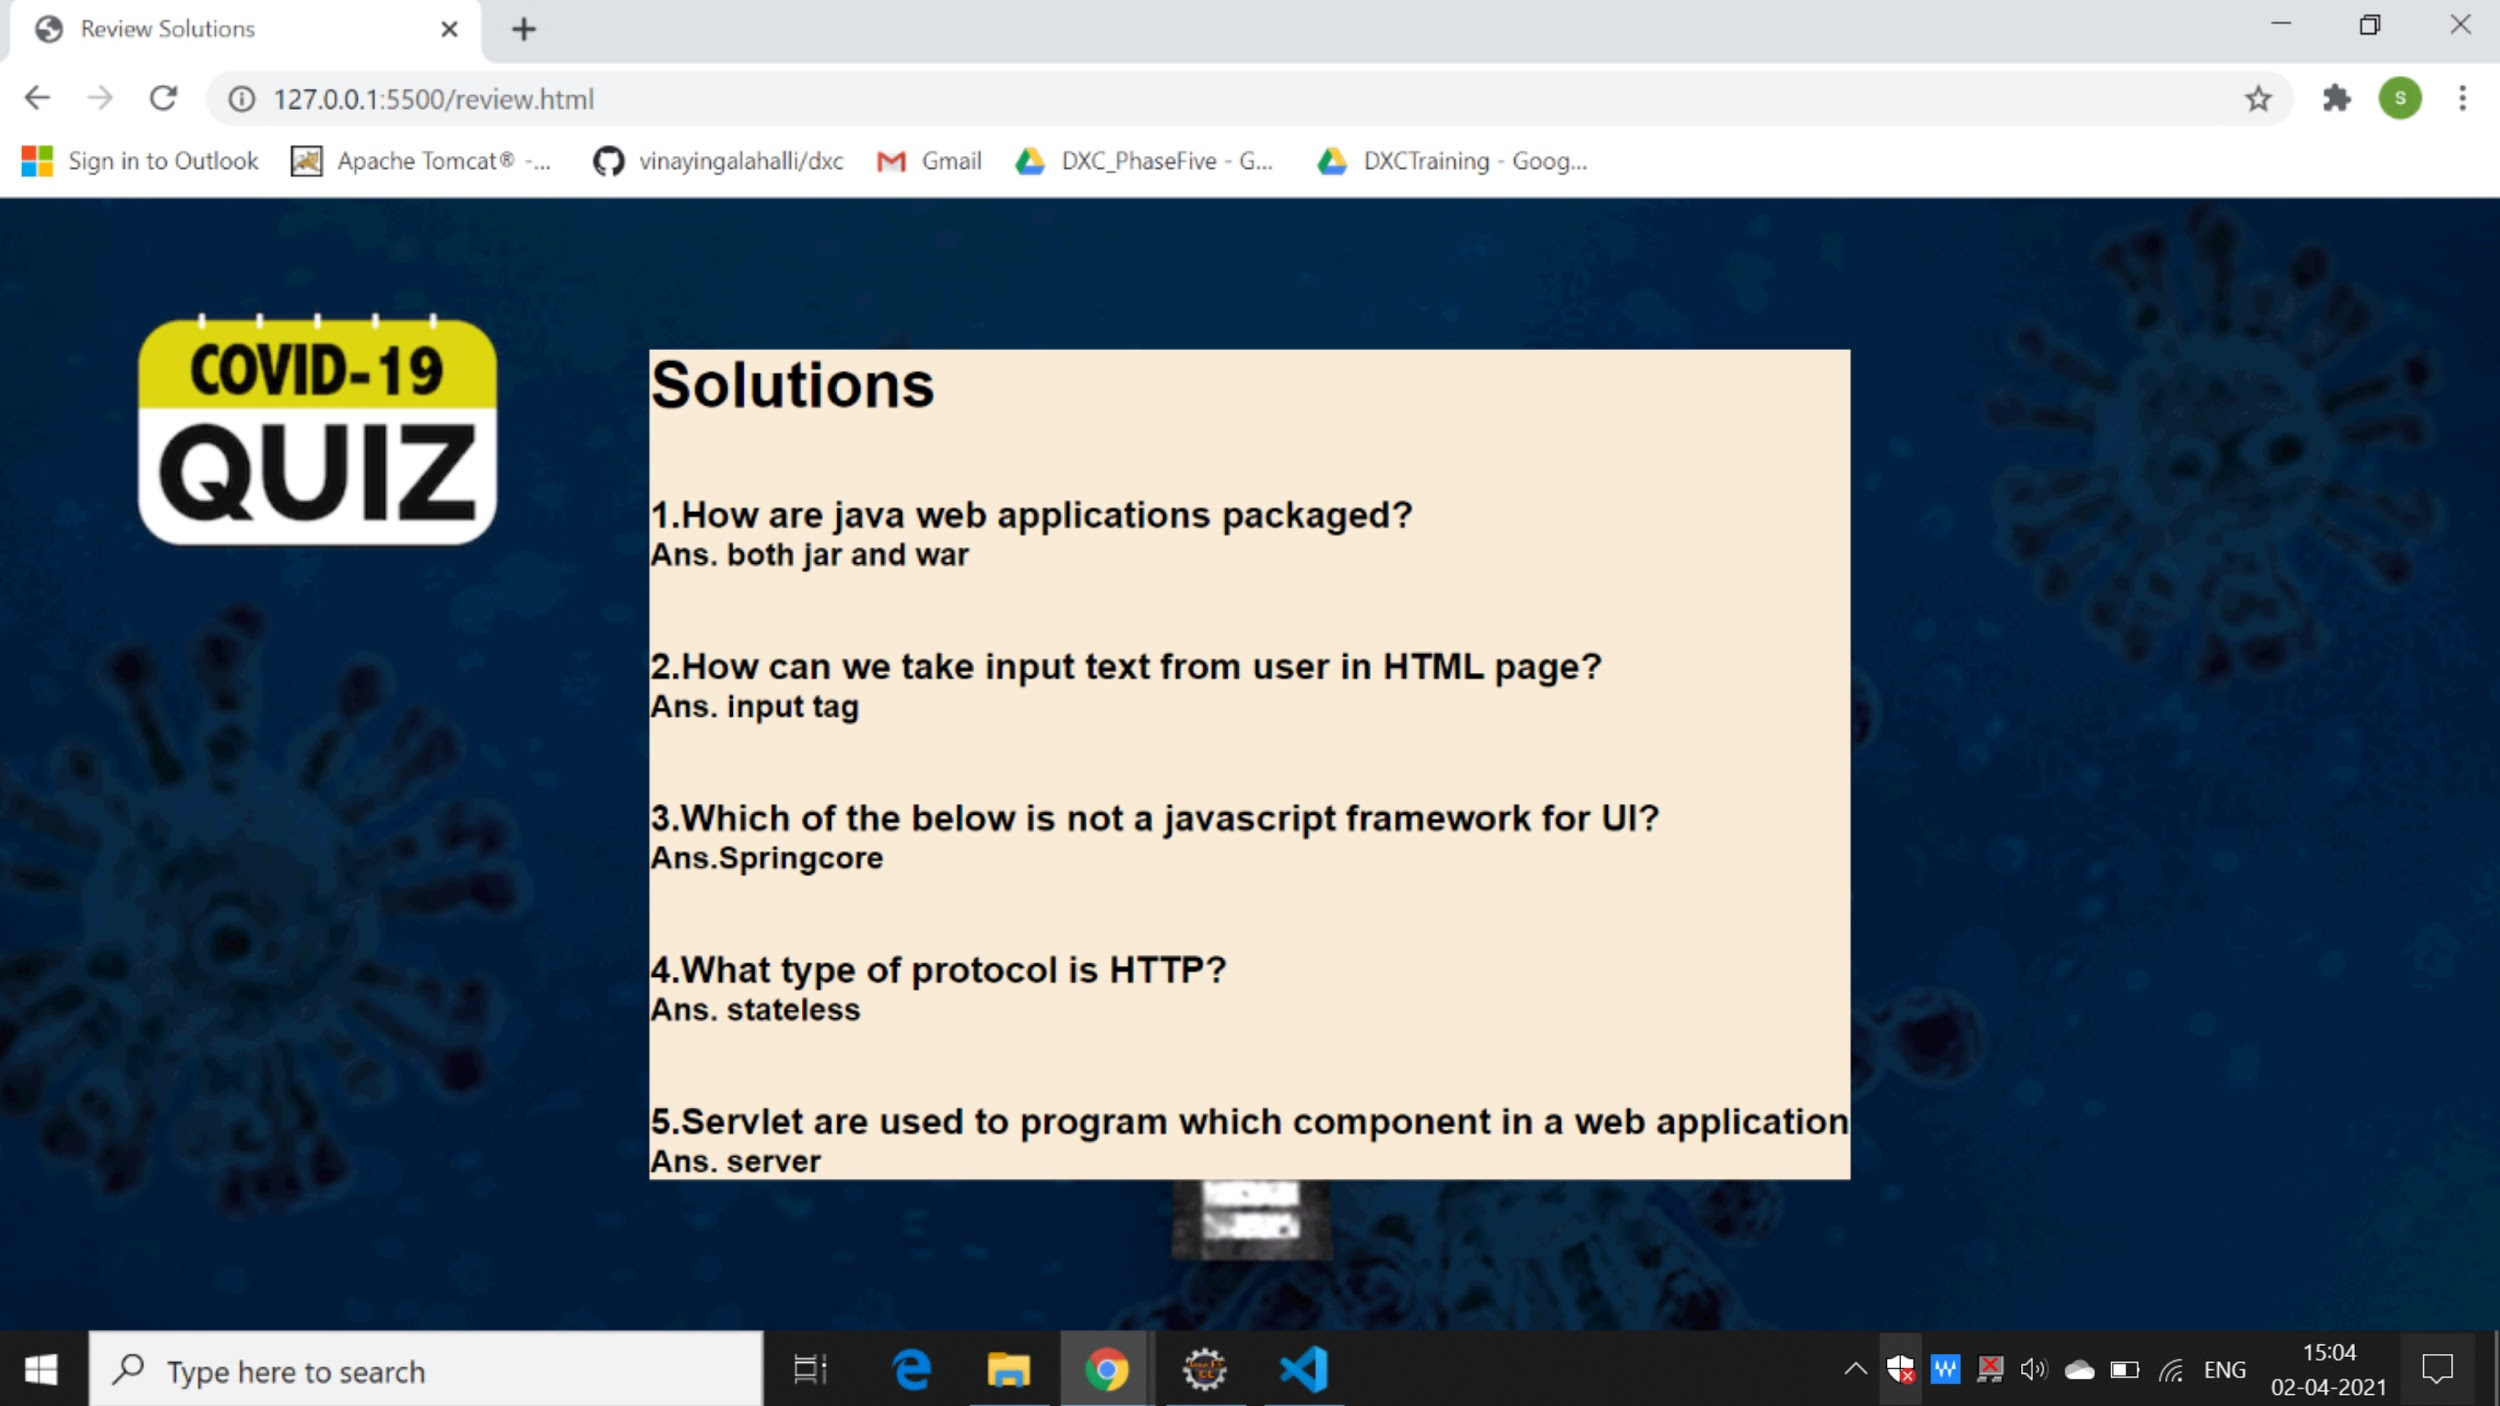 Review Solutions
127.0.0.1:5500/review.html
S
Sign in to Outlook
Apache Tomcat® -...
vinayingalahalli/dxc
Gmail
DXC_PhaseFive - G...
DXCTraining - Goog...
COVID-19
QUIZ
Solutions
1.How are java web applications packaged?
Ans. both jar and war
2.How can we take input text from user in HTML page?
Ans. input tag
3.Which of the below is not a javascript framework for UI?
Ans.Springcore
4.What type of protocol is HTTP?
Ans. stateless
5.Servlet are used to program which component in a web application
Ans. server
Type here to search
W
ENG
15:04
02-04-2021